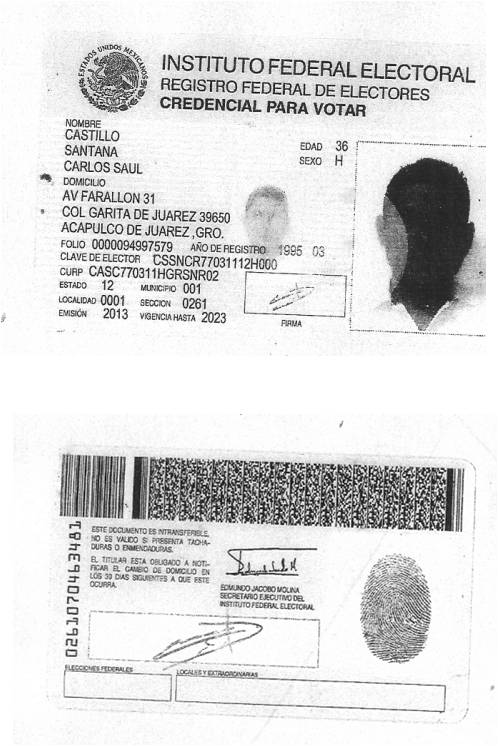 ESTADOS UNIDOS MEXICANOS
INSTITUTO FEDERAL ELECTORAL
REGISTRO FEDERAL DE ELECTORES
CREDENCIAL PARA VOTAR
NOMBRE
CASTILLO
SANTANA
CARLOS SAUL
EDAD 36
SEXO H
DOMICILIO
AV FARALLON 31
COL GARITA DE JUAREZ 39650
ACAPULCO DE JUAREZ ,GRO.
FOLIO 0000094997579 AÑO DE REGISTRO 1995 03
CLAVE DE ELECTOR CSSNCR77031112H000
CURP CASC770311HGRSNR02
ESTADO 12 MUNICIPIO 001
LOCALIDAD 0001 SECCION 0261
EMISIÓN 2013 VIGENCIA HASTA 2023
FIRMA
0261070463481
ESTE DOCUMENTO ES INTRANSFERIBLE,
NO ES VALIDO SI PRESENTA TACHA-
DURAS O ENMENDADURAS.
EL TITULAR ESTA OBLIGADO A NOTI-
FICAR EL CAMBIO DE DOMICILIO EN
LOS 30 DIAS SIGUIENTES A QUE ESTE
OCURRA.
EDMUNDO JACOBO MOLINA
SECRETARIO EJECUTIVO DEL
INSTITUTO FEDERAL ELECTORAL
ELECCIONES FEDERALES
LOCALES Y EXTRAORDINARIAS